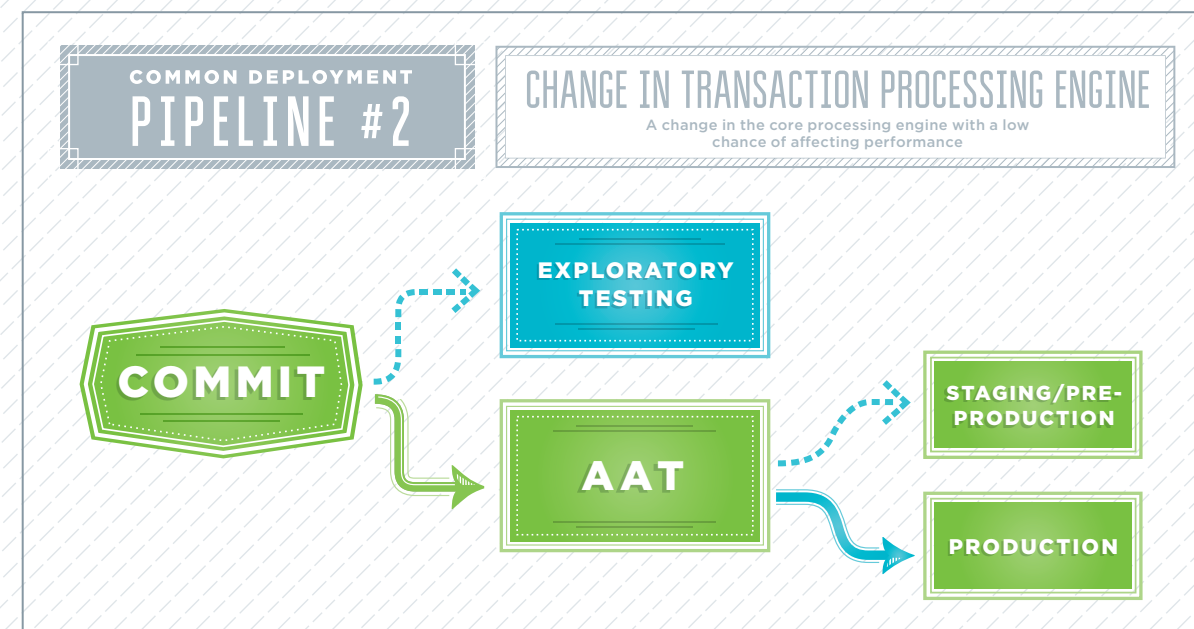 COMMON DEPLOYMENT
PIPELINE #2
CHANGE IN TRANSACTION PROCESSING ENGINE
A change in the core processing engine with a low
chance of affecting performance
EXPLORATORY
TESTING
COMMIT
AAT
STAGING/PRE-
PRODUCTION
PRODUCTION